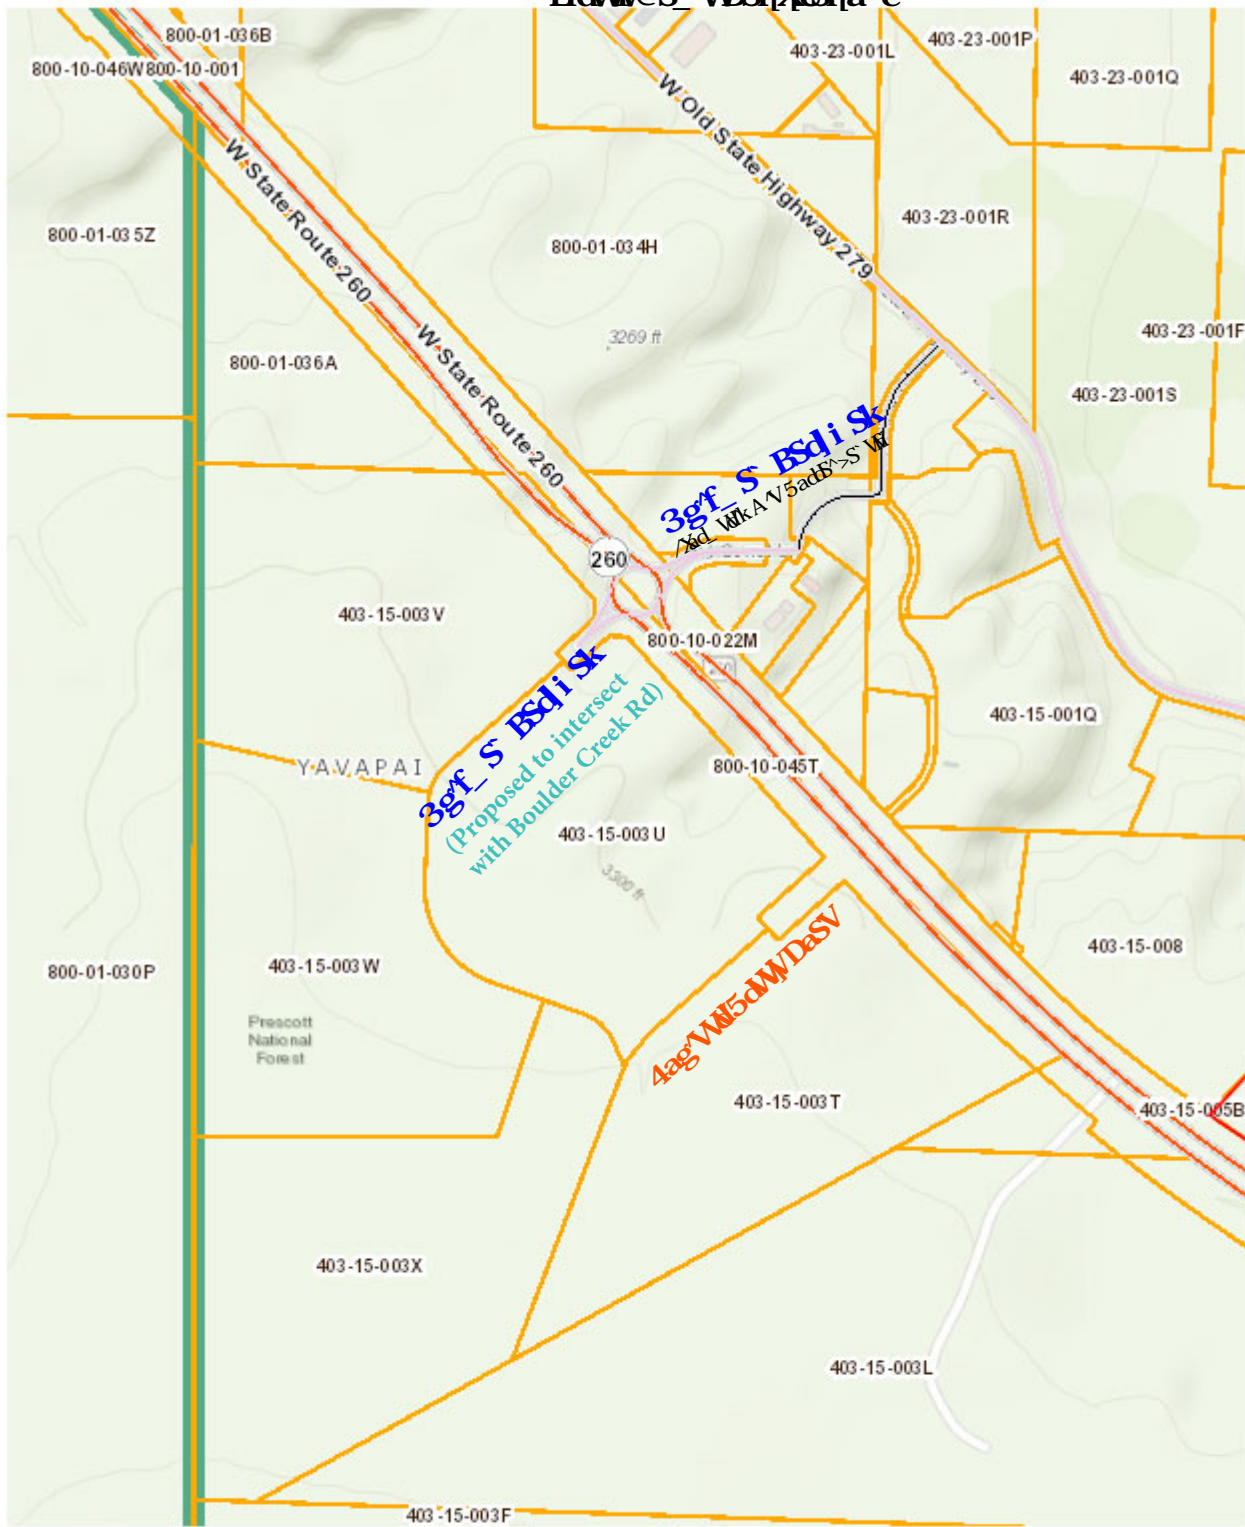 800-01-036B
800-10-046W
800-10-001
403-23-001L
403-23-001P
403-23-001Q
W Old State Highway 279
W State Route 260
800-01-035Z
800-01-034H
403-23-001R
3269 ft
403-23-001F
800-01-036A
W State Route 260
403-23-001S
260
403-15-003V
800-10-022M
(Proposed to intersect
with Boulder Creek Rd)
403-15-001Q
YAVAPAI
800-10-045T
403-15-003U
3300 ft
403-15-008
800-01-030P
403-15-003W
Prescott
National
Forest
403-15-003T
403-15-005B
403-15-003X
403-15-003L
403-15-003F